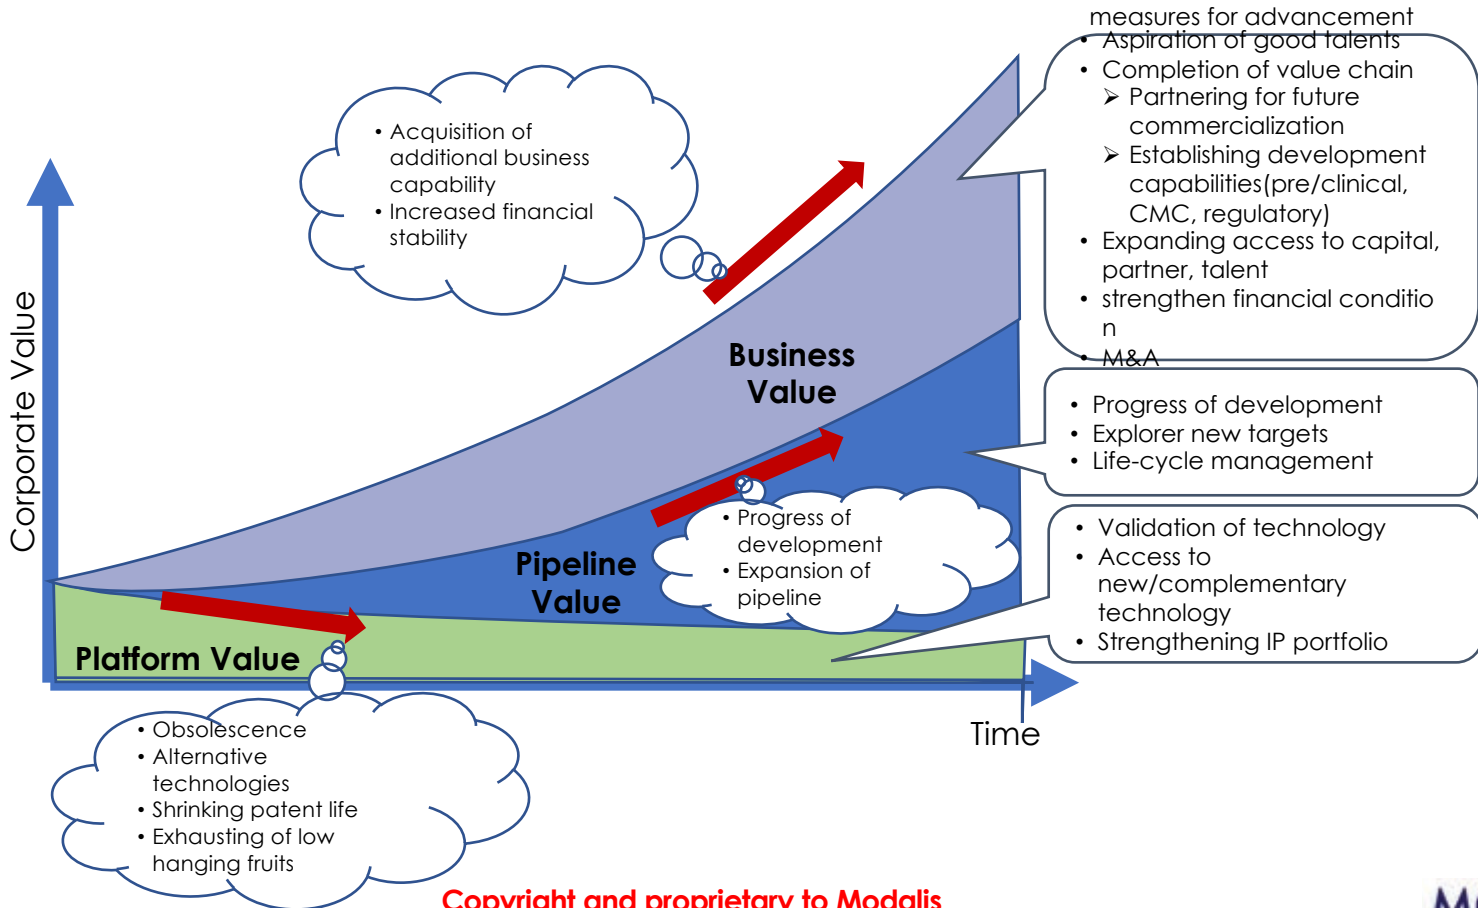 measures for advancement
• Aspiration of good talents
• Completion of value chain
➢ Partnering for future
commercialization
➢ Establishing development
capabilities(pre/clinical,
CMC, regulatory)
• Expanding access to capital,
partner, talent
• strengthen financial conditio
n
• M&A
• Acquisition of
additional business
capability
• Increased financial
stability
Corporate Value
Business
Value
• Progress of development
• Explorer new targets
• Life-cycle management
Pipeline
Value
• Progress of
development
• Expansion of
pipeline
• Validation of technology
• Access to
new/complementary
technology
• Strengthening IP portfolio
Platform Value
Time
• Obsolescence
• Alternative
technologies
• Shrinking patent life
• Exhausting of low
hanging fruits
Copyright and proprietary to Modalis